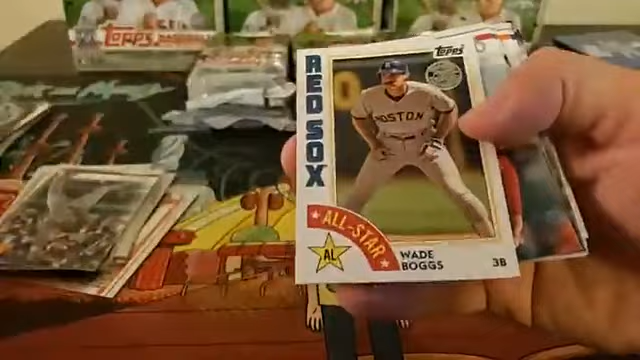 Topps
Topps
RED SOX
BOSTON
ALL-STAR
AL
WADE
BOGGS
3B